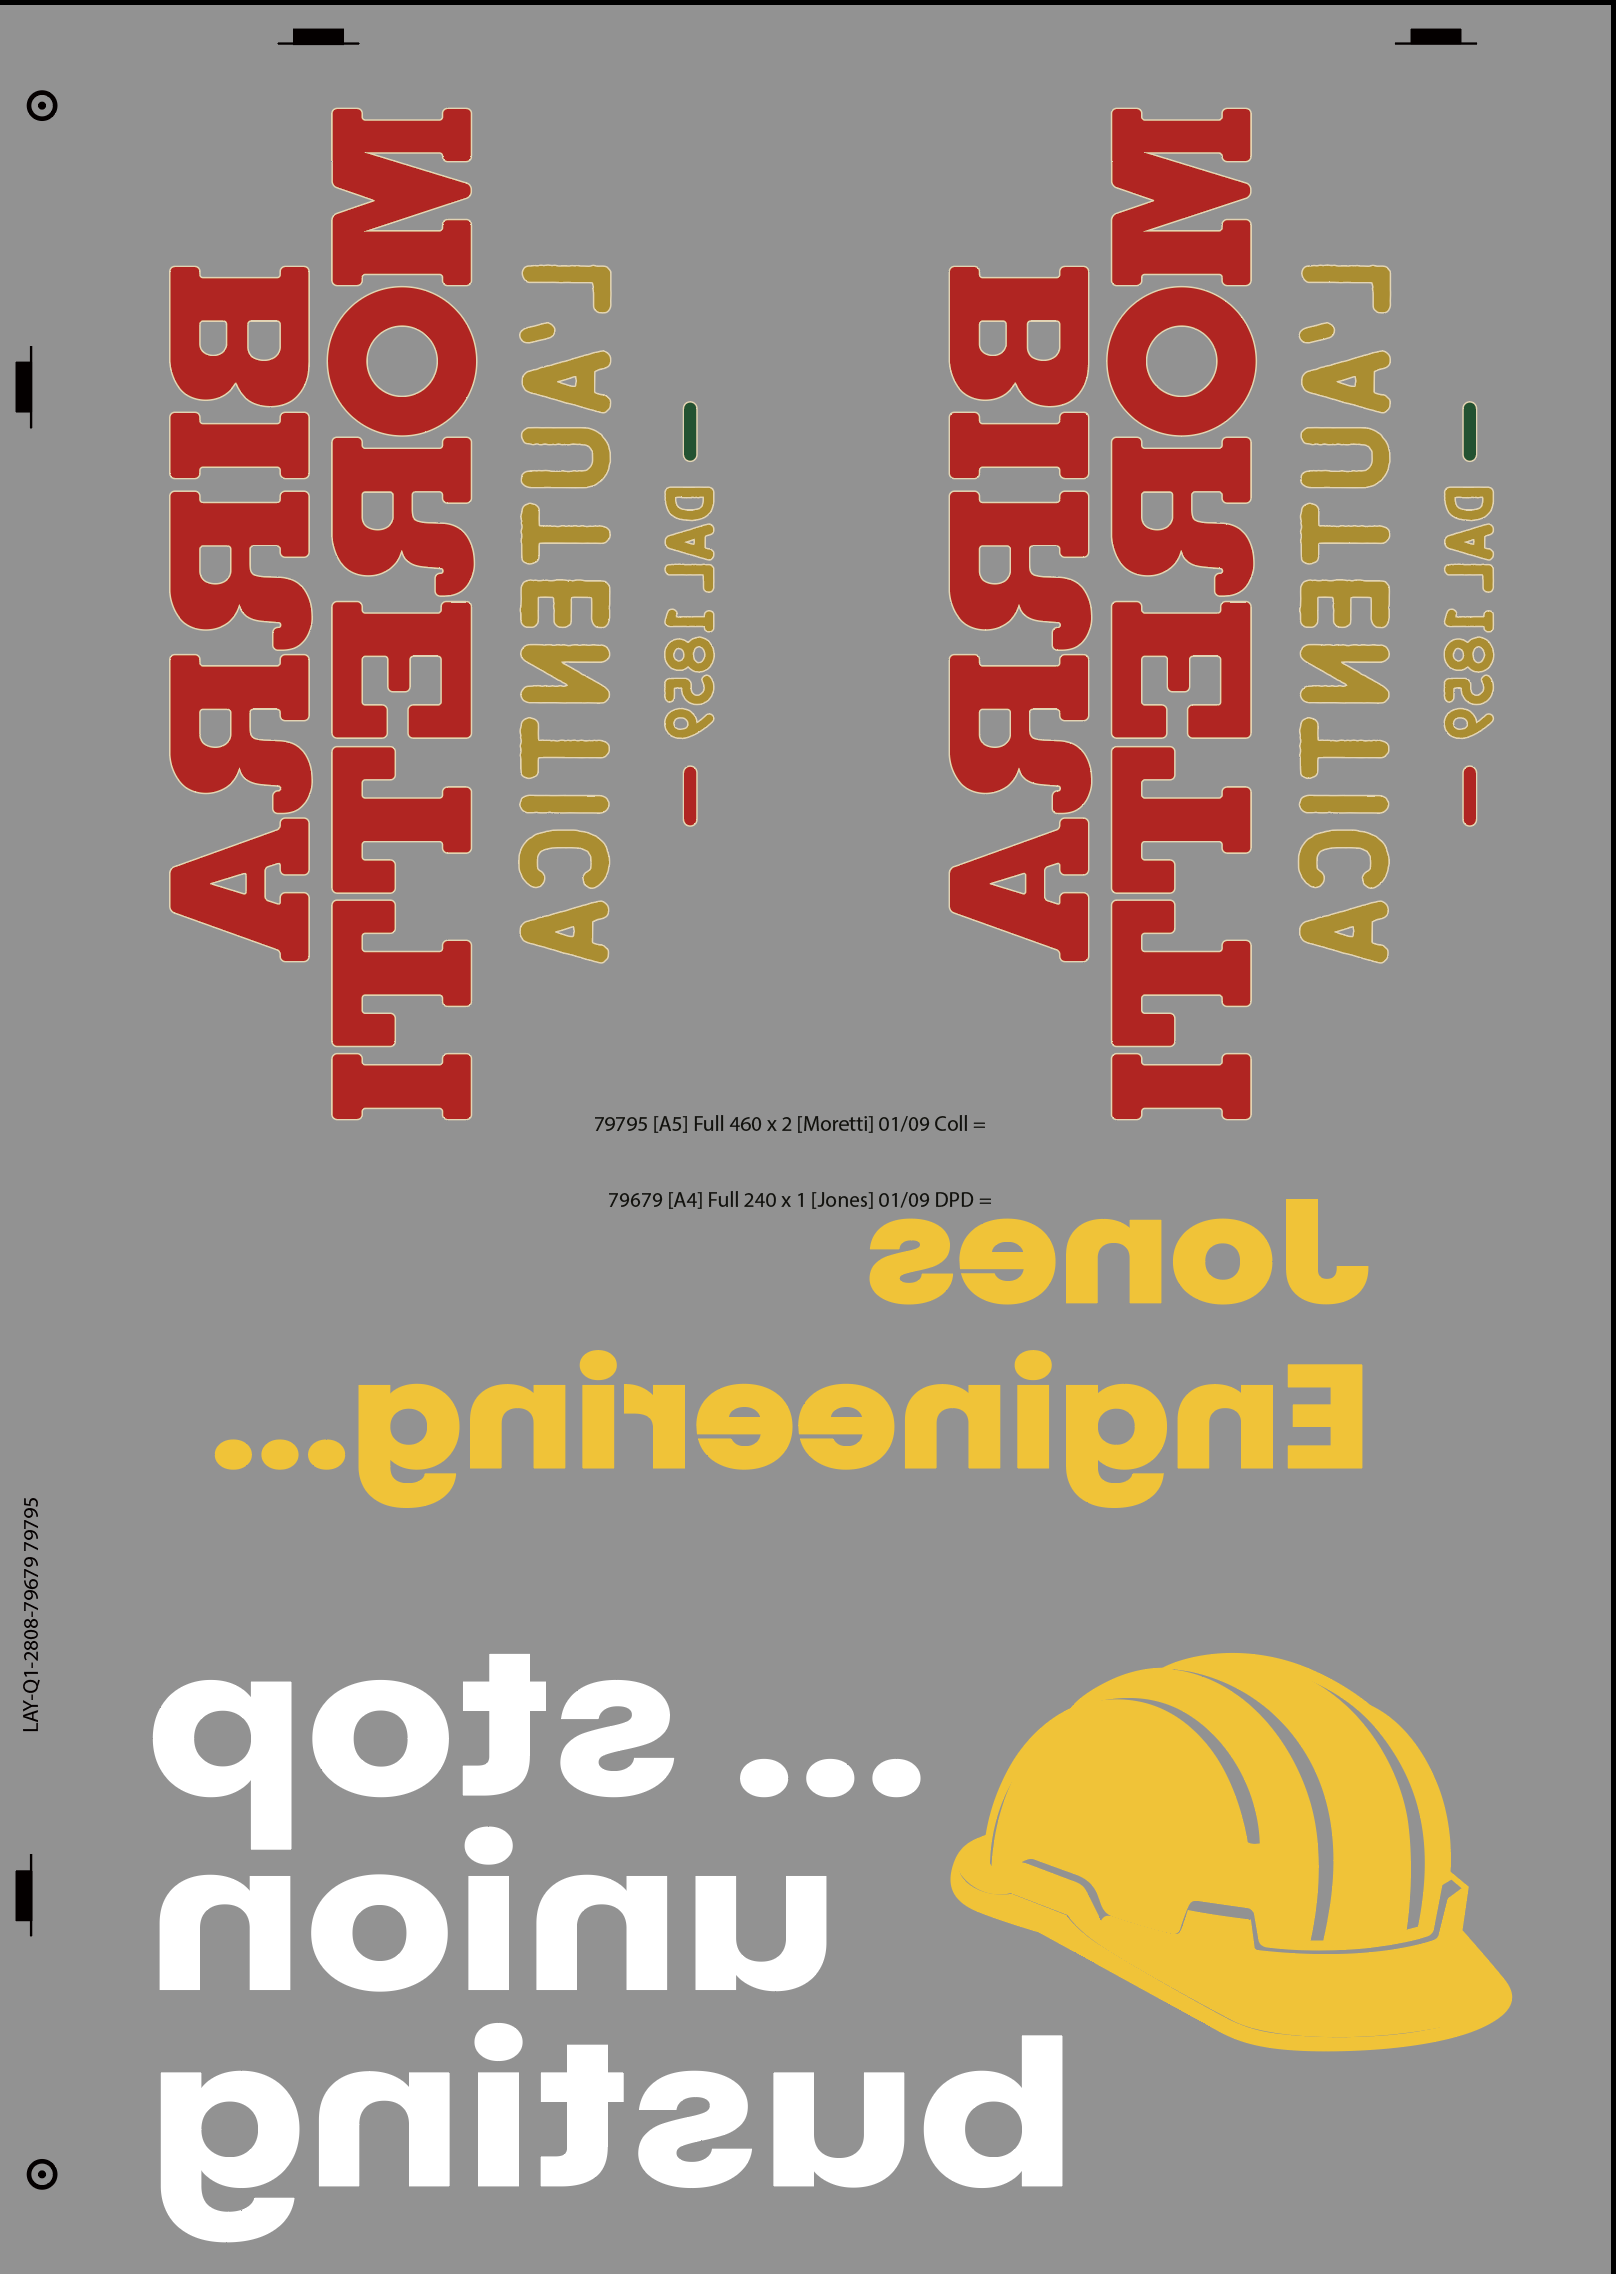 BIRRA
MORETTI
L'AUTENTICA
DAL 1859
BIRRA
MORETTI
L'AUTENTICA
DAL 1859
79795 [A5] Full 460 x 2 [Moretti] 01/09 Coll =
79679 [A4] Full 240 x 1 [Jones] 01/09 DPD =
Jones
Engineering...
LAY-Q1-2808-79679 79795
... stop
union
busting